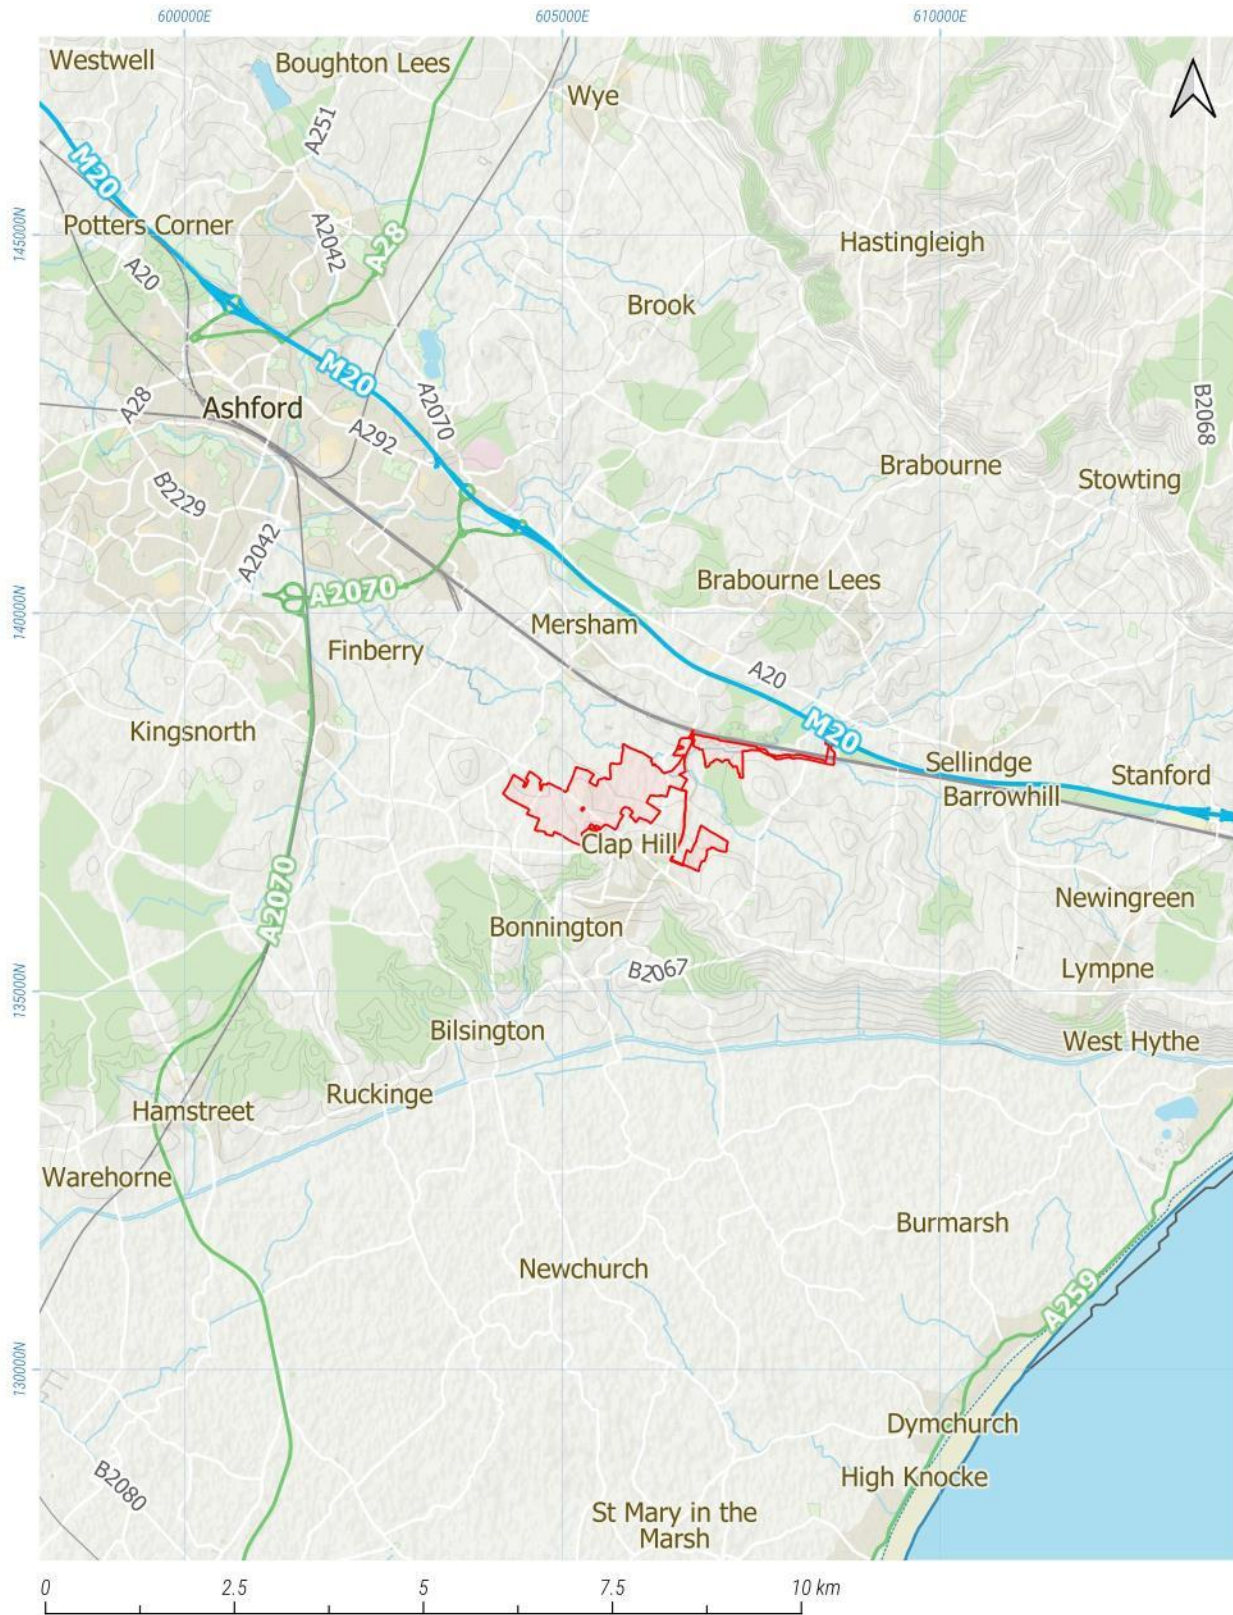 600000E
605000E
610000E
Westwell
Boughton Lees
Wye
A251
M20
Potters Corner
A2042
A28
145000N
Hastingleigh
A20
Brook
M20
A2070
B2068
A28
Ashford
A292
Brabourne
Stowting
B2229
A2042
A2070
Brabourne Lees
140000N
Mersham
Finberry
A20
Kingsnorth
M20
Sellindge
Stanford
Barrowhill
Clap Hill
A2070
Newingreen
Bonnington
B2067
Lympne
135000N
Bilsington
West Hythe
Ruckinge
Hamstreet
Warehorne
Burmarsh
Newchurch
A259
130000N
Dymchurch
High Knocke
B2080
St Mary in the
Marsh
0
2.5
5
7.5
10 km